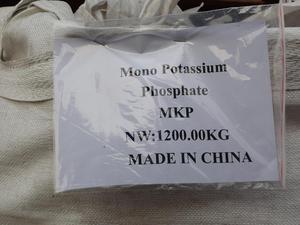 Mono Potassium
Phosphate
MKP
NW:1200.00KG
MADE IN CHINA